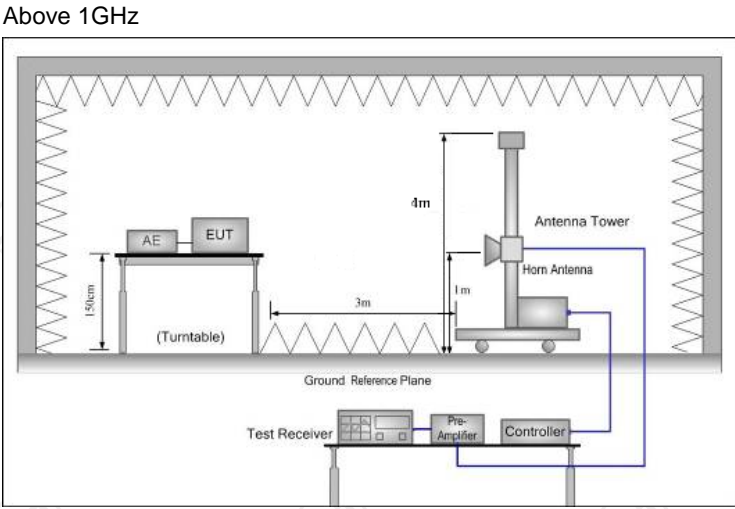 Above 1GHz
4m
Antenna Tower
AE
EUT
Horn Antenna
150cm
1m
3m
(Turntable)
Ground Reference Plane
Test Receiver
Pre-
Amplifier
Controller